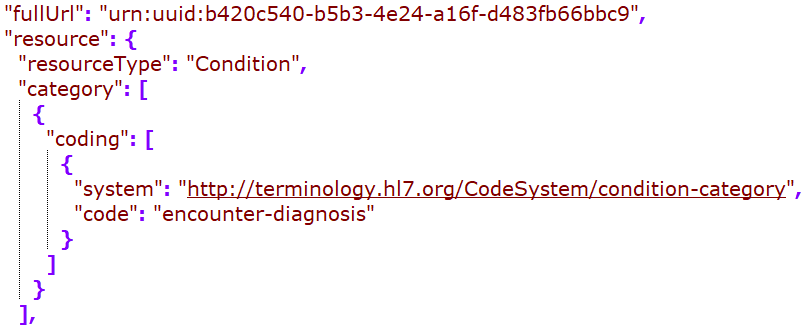 "fullUrl": "urn:uuid:b420c540-b5b3-4e24-a16f-d483fb66bbc9",
"resource": {
"resourceType": "Condition",
"category": [
{
"coding": [
{
"system": "http://terminology.hl7.org/CodeSystem/condition-category",
"code": "encounter-diagnosis"
}
]
}
],